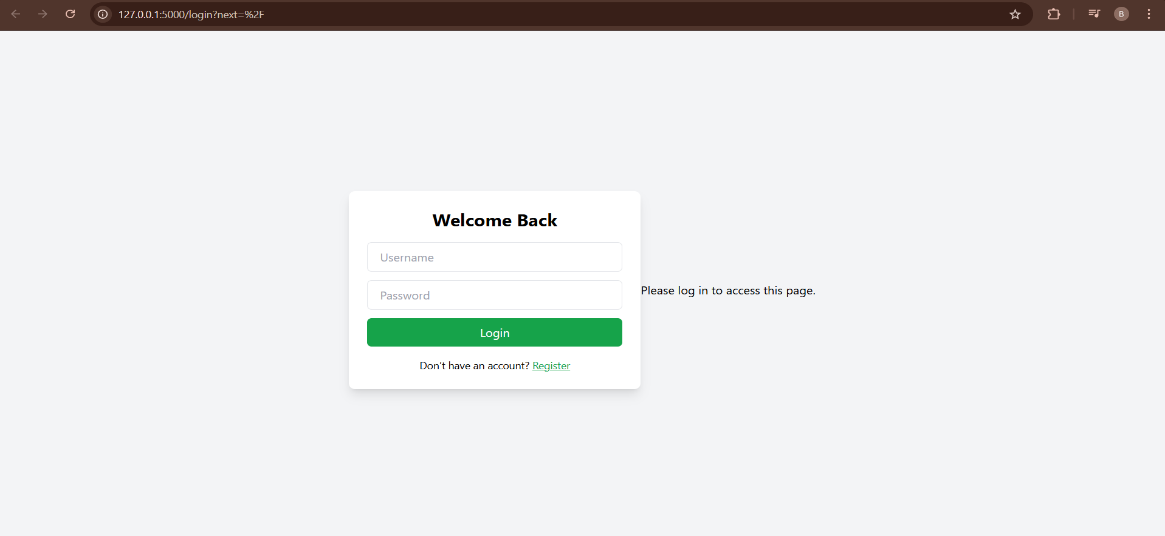 127.0.0.1:5000/login?next=%2F
B
Welcome Back
Username
Password
Please log in to access this page.
Login
Don't have an account? Register